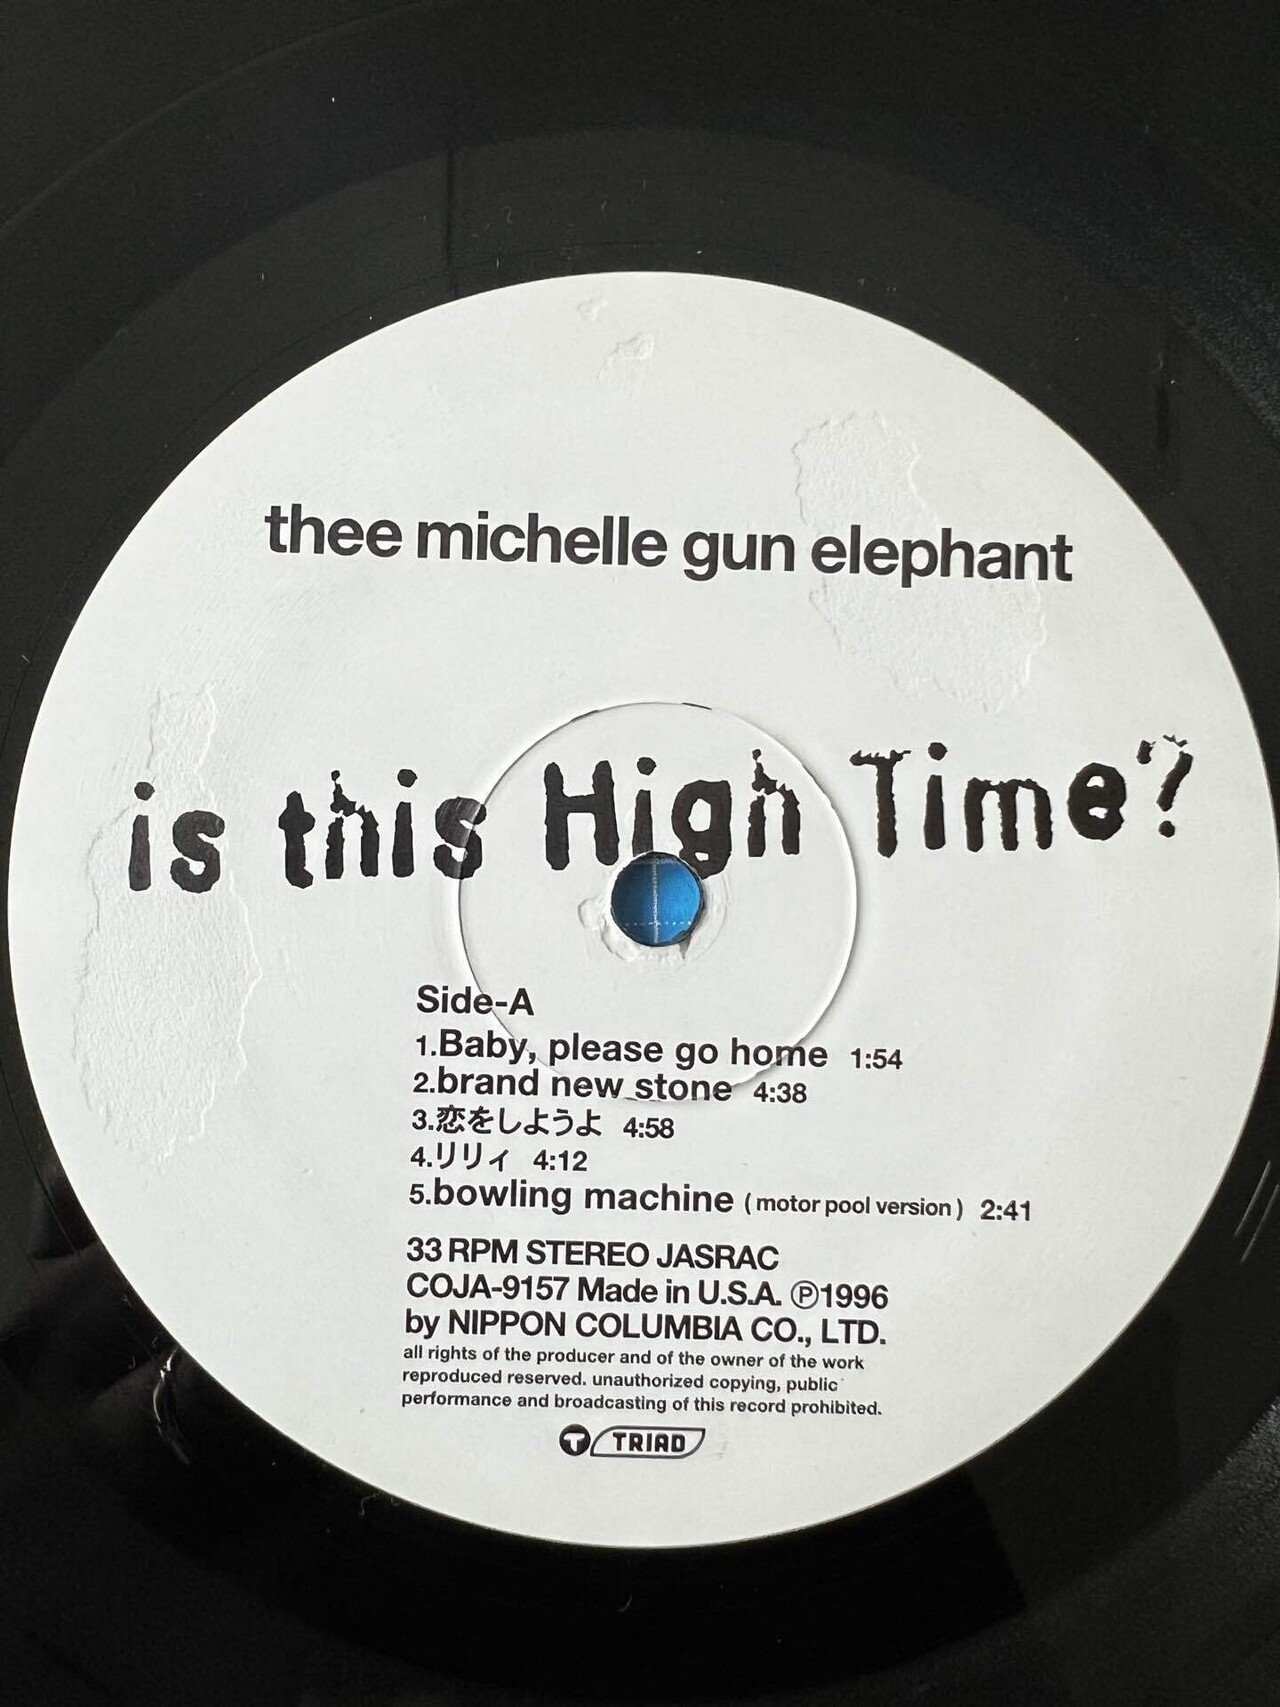 thee michelle gun elephant
is this High Time?
Side-A
1.Baby, please go home 1:54
2.brand new stone 4:38
3.恋をしようよ 4:58
4.リリィ 4:12
5.bowling machine (motor pool version) 2:41
33 RPM STEREO JASRAC
COJA-9157 Made in U.S.A. ℗1996
by NIPPON COLUMBIA CO., LTD.
all rights of the producer and of the owner of the work
reproduced reserved. unauthorized copying, public
performance and broadcasting of this record prohibited.
T TRIAD